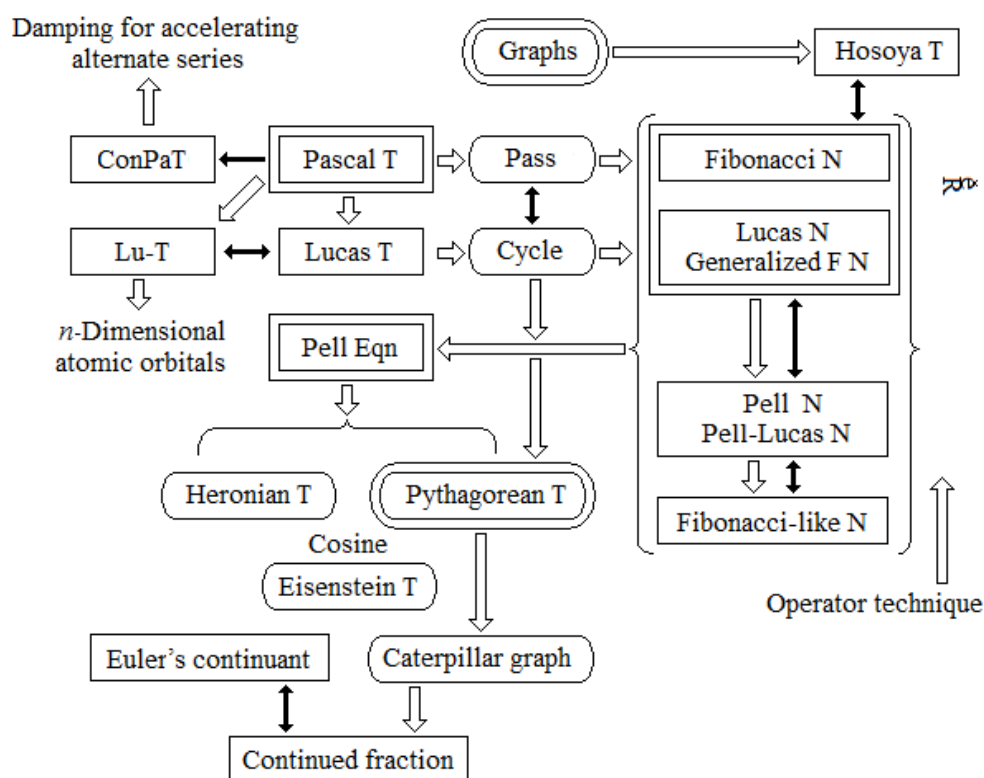 Damping for accelerating
alternate series
Graphs
Hosoya T
ConPaT
Pascal T
Pass
Fibonacci N
Lu-T
Lucas T
Cycle
Lucas N
Generalized F N
n-Dimensional
atomic orbitals
Pell Eqn
Pell N
Pell-Lucas N
Heronian T
Pythagorean T
Fibonacci-like N
Cosine
Eisenstein T
Operator technique
Euler’s continuant
Caterpillar graph
Continued fraction